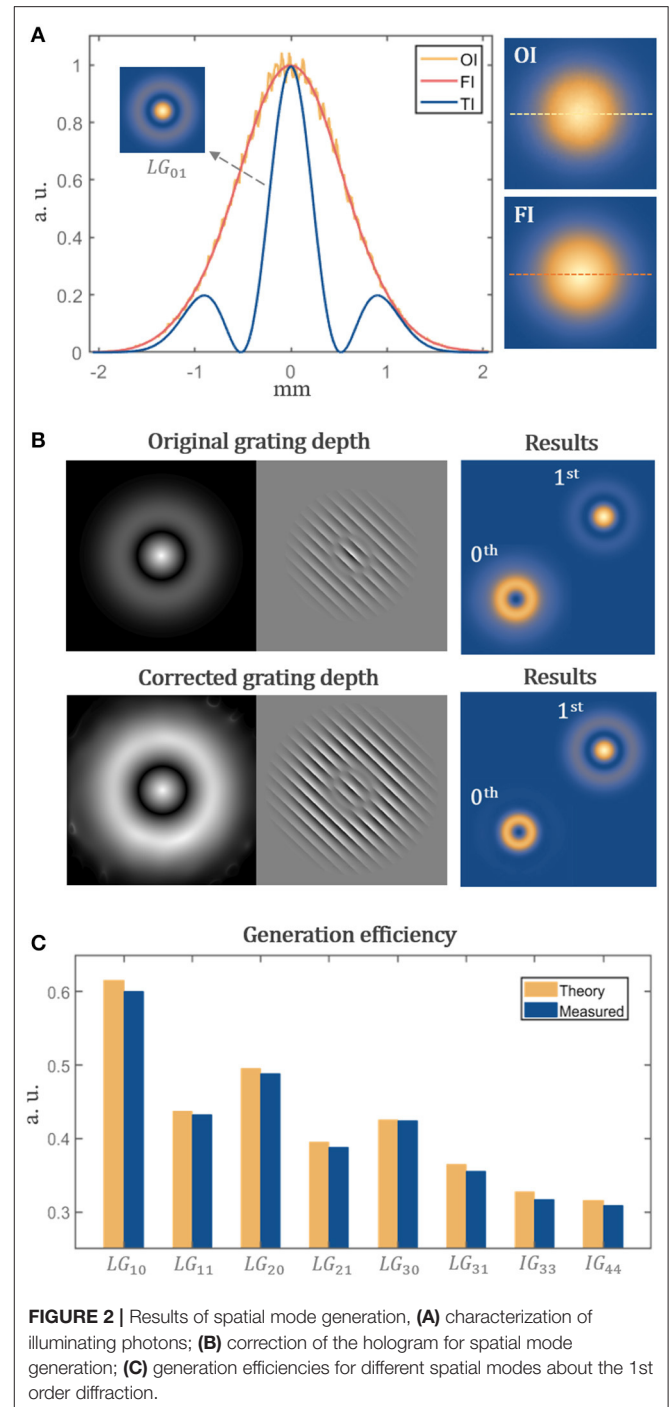 A
OI
FI
TI
LG₀₁
1
0.8
0.6
0.4
0.2
0
a. u.
-2
-1
0
1
2
mm
OI
FI
B
Original grating depth
Results
1ˢᵗ
0ᵗʰ
Corrected grating depth
Results
1ˢᵗ
0ᵗʰ
C
Generation efficiency
Theory
Measured
0.6
0.5
0.4
0.3
a. u.
LG₁₀ LG₁₁ LG₂₀ LG₂₁ LG₃₀ LG₃₁ IG₃₃ IG₄₄
FIGURE 2 | Results of spatial mode generation, (A) characterization of
illuminating photons; (B) correction of the hologram for spatial mode
generation; (C) generation efficiencies for different spatial modes about the 1st
order diffraction.